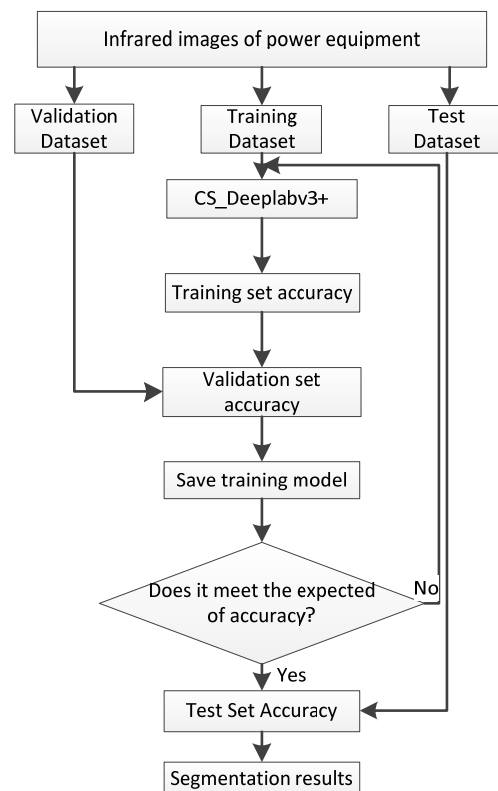 Infrared images of power equipment
Validation
Dataset
Training
Dataset
Test
Dataset
CS_Deeplabv3+
Training set accuracy
Validation set
accuracy
Save training model
Does it meet the expected
of accuracy?
No
Yes
Test Set Accuracy
Segmentation results